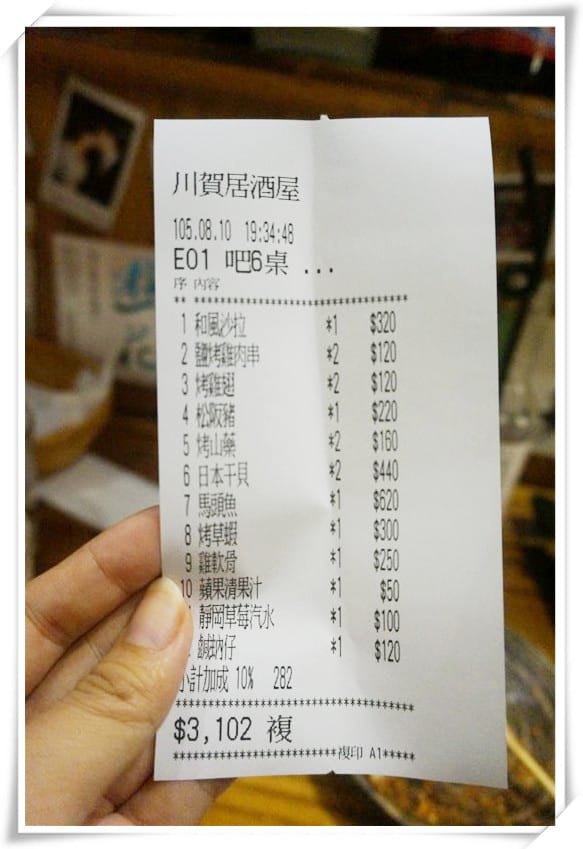 川賀居酒屋
105.08.10 19:34:48
E01 吧6桌 ...
序 內容
** ***************************
1 和風沙拉 *1 $320
2 鹽烤雞肉串 *2 $120
3 烤雞翅 *2 $120
4 松阪豬 *1 $220
5 烤山藥 *2 $160
6 日本干貝 *2 $440
7 馬頭魚 *1 $620
8 烤草蝦 *1 $300
9 雞軟骨 *1 $250
10 蘋果清果汁 *1 $50
靜岡草莓汽水 *1 $100
鹹蚋仔 *1 $120
小計加成 10% 282
******************************
$3,102 複
********************複印 A1*****